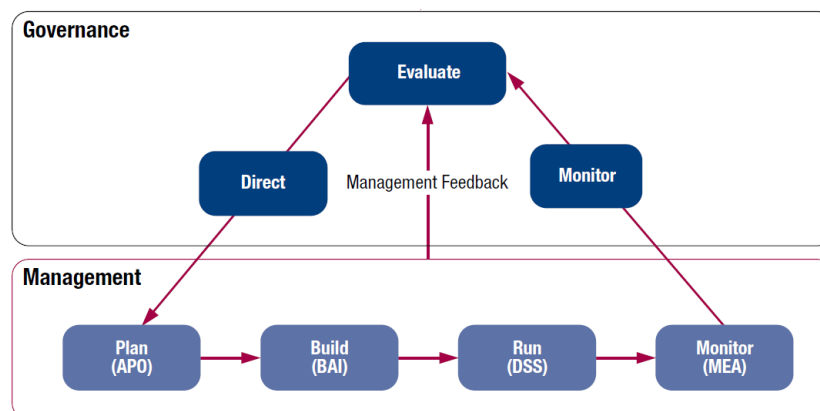 Governance
Evaluate
Direct
Management Feedback
Monitor
Management
Plan
(APO)
Build
(BAI)
Run
(DSS)
Monitor
(MEA)